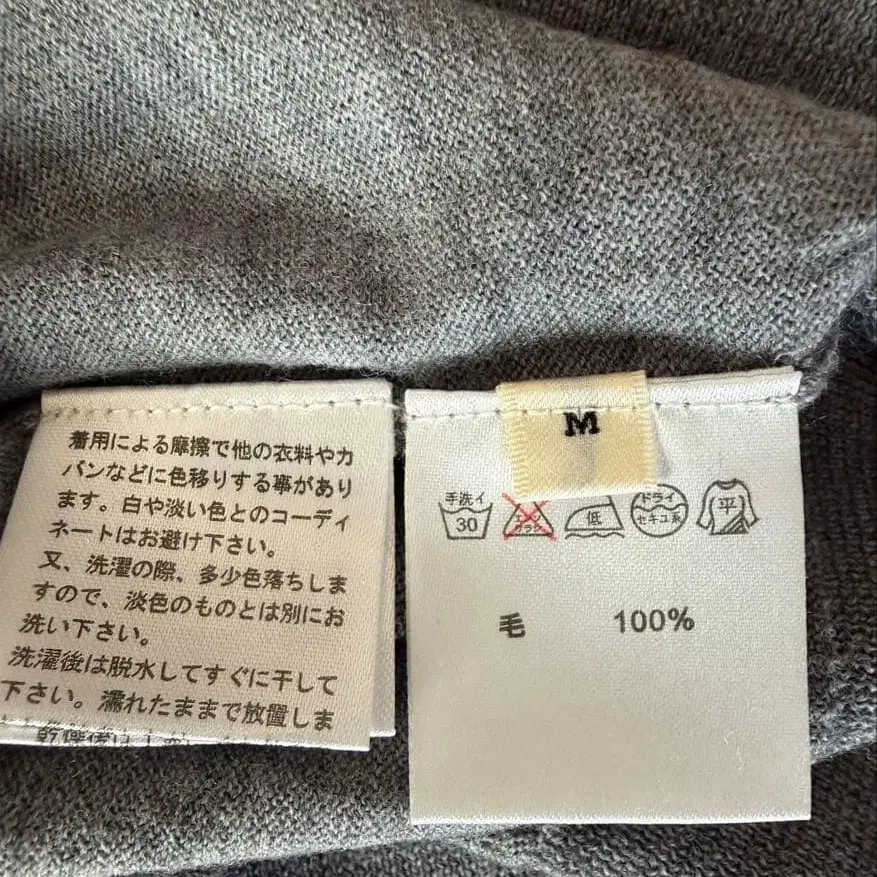 着用による摩擦で他の衣料やカ
バンなどに色移りする事があり
ます。白や淡い色とのコーディ
ネートはお避け下さい。
又、洗濯の際、多少色落ちしま
すので、淡色のものとは別にお
洗い下さい。
洗濯後は脱水してすぐに干して
下さい。濡れたままで放置しま
M
手洗イ
30
エンソ
サラシ
低
ドライ
セキユ系
平
毛 100%